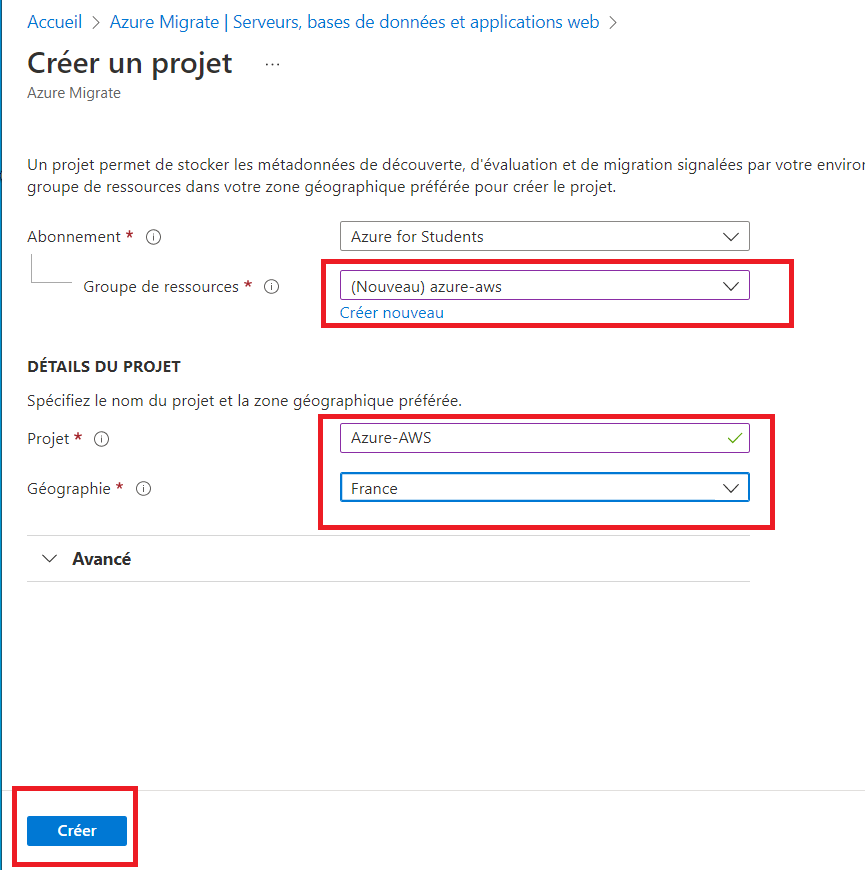 Accueil > Azure Migrate | Serveurs, bases de données et applications web >
Créer un projet ...
Azure Migrate
Un projet permet de stocker les métadonnées de découverte, d'évaluation et de migration signalées par votre enviror
groupe de ressources dans votre zone géographique préférée pour créer le projet.
Abonnement * Azure for Students
Groupe de ressources * (Nouveau) azure-aws
Créer nouveau
DÉTAILS DU PROJET
Spécifiez le nom du projet et la zone géographique préférée.
Projet * Azure-AWS
Géographie * France
Avancé
Créer